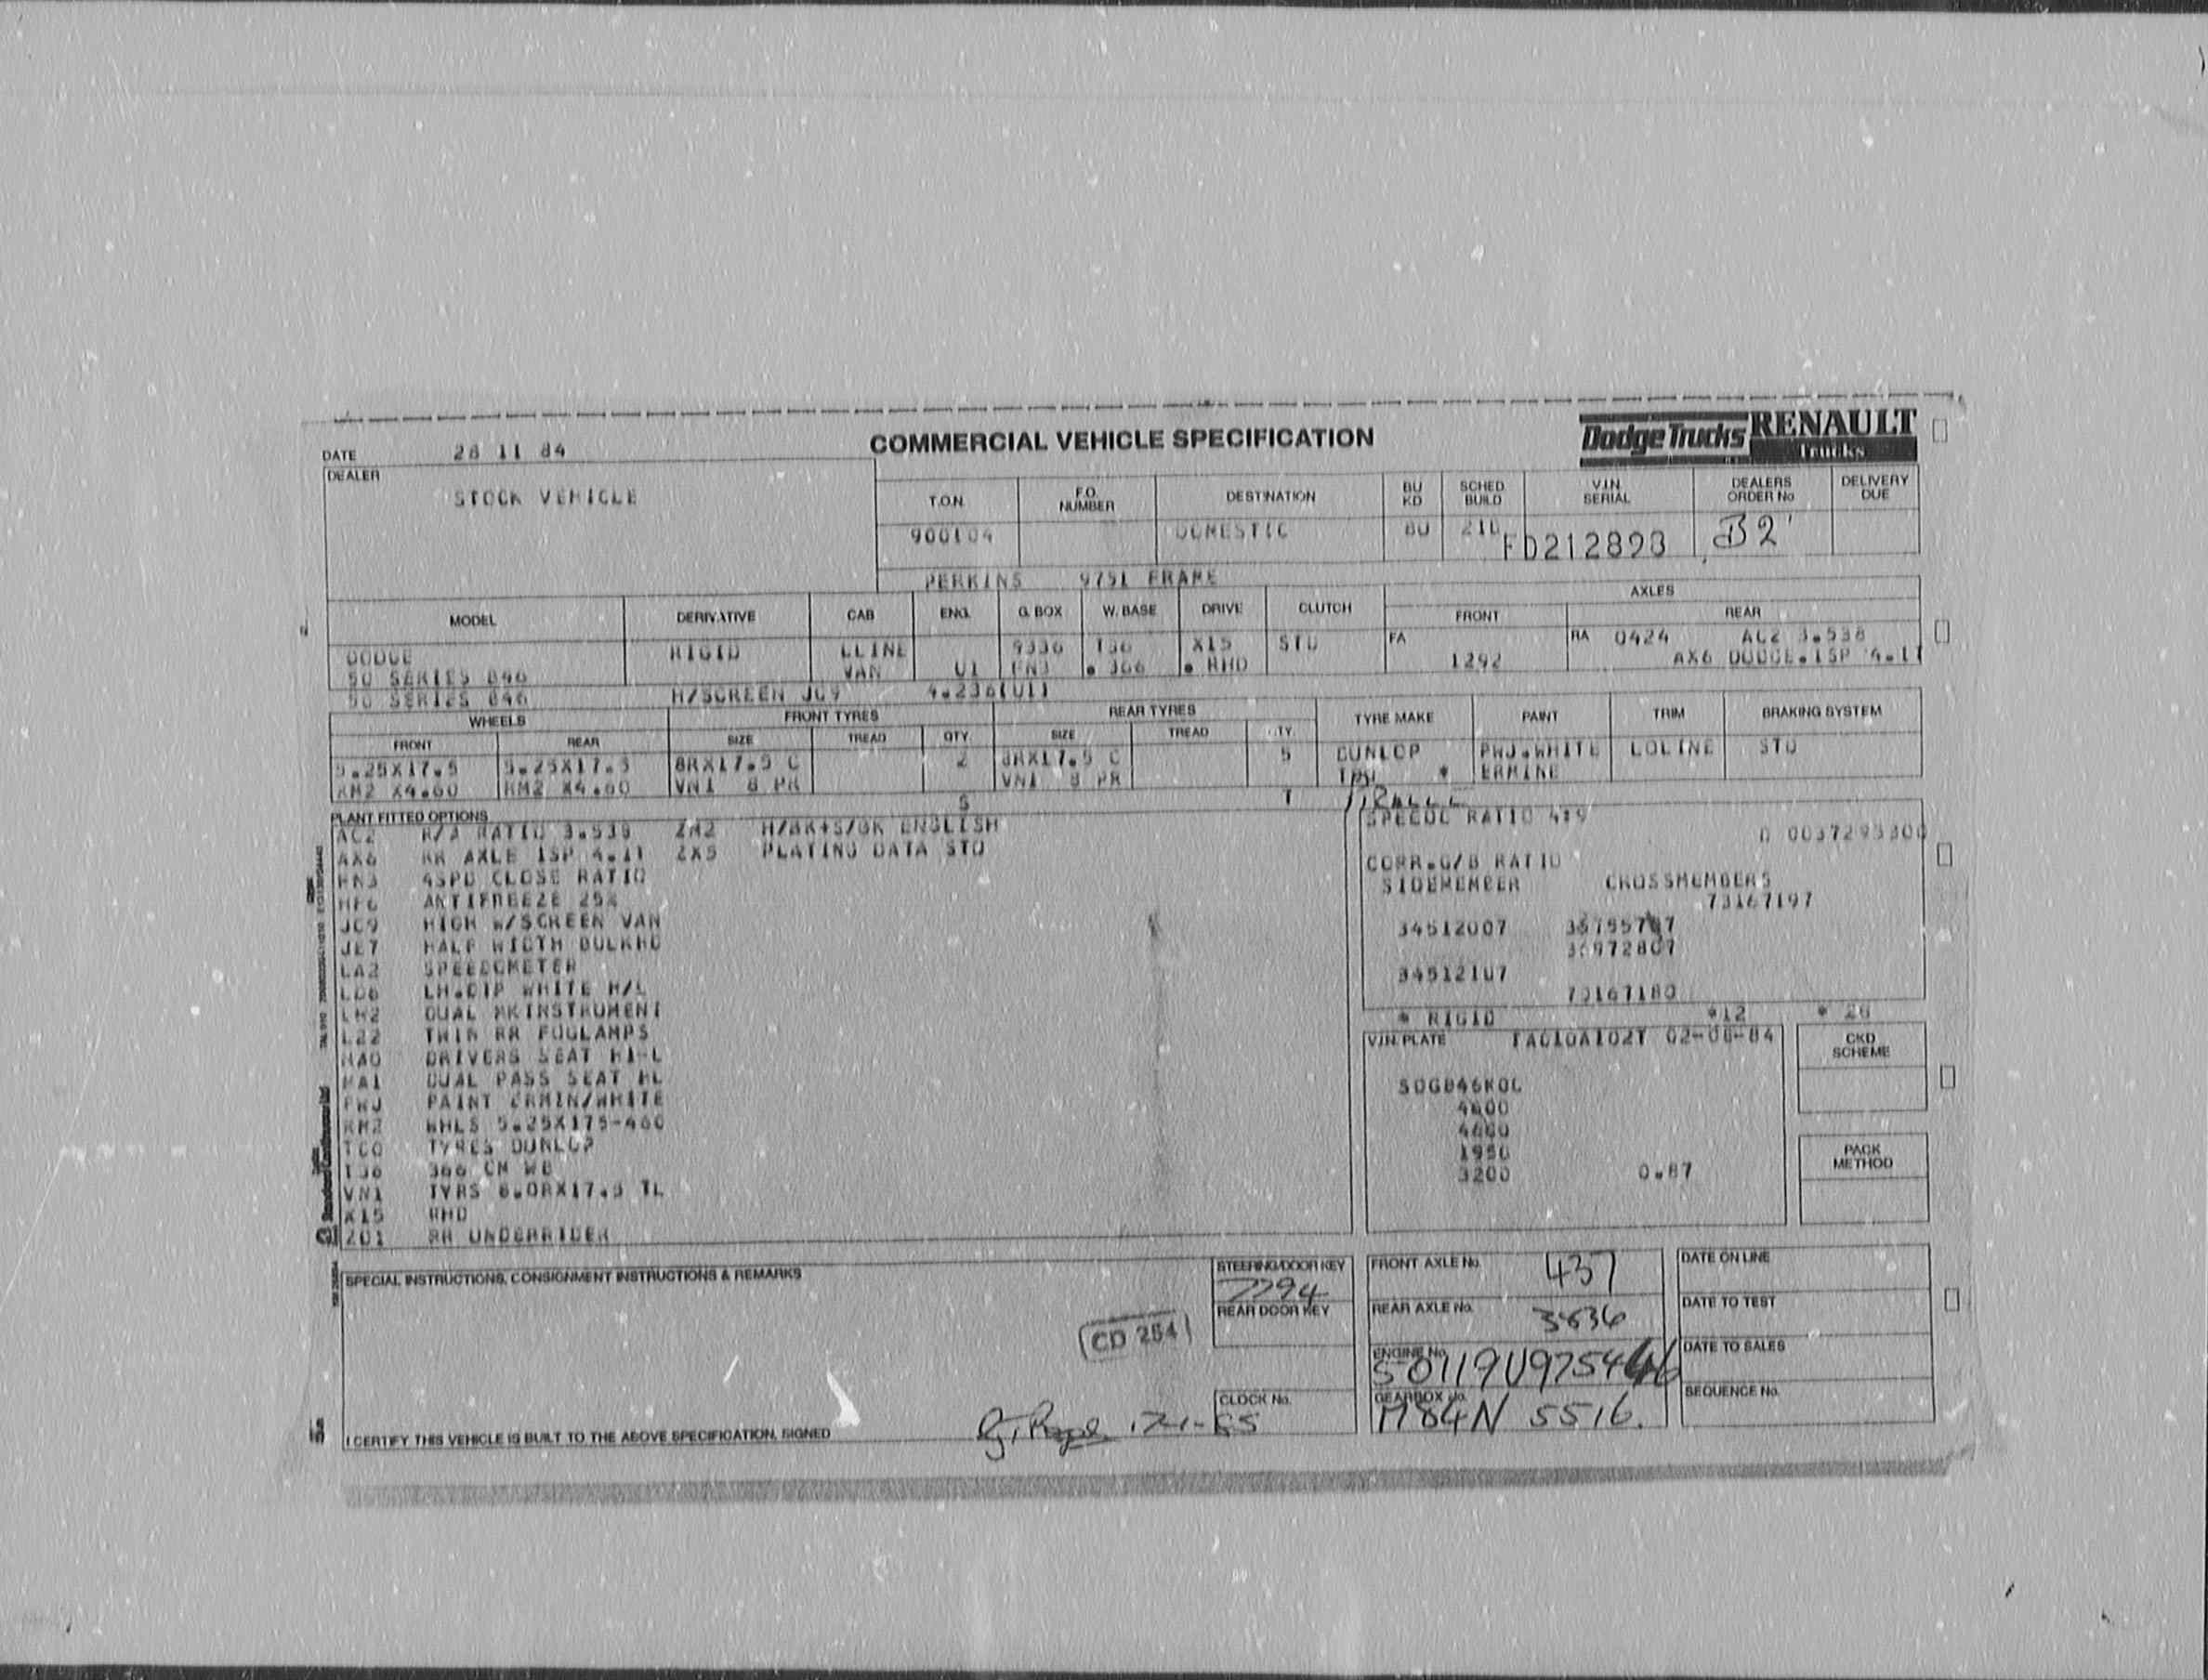 COMMERCIAL VEHICLE SPECIFICATION
Dodge Trucks RENAULT Trucks
DATE 28 11 84
DEALER
STOCK VEHICLE
T.O.N. F.O. NUMBER DESTINATION BU KD SCHED BUILD V.I.N. SERIAL DEALERS ORDER No DELIVERY DUE
900104 DOMESTIC BU FD212893 B2
PERKINS 9751 FRAME
MODEL DERIVATIVE CAB ENG. G. BOX W. BASE DRIVE CLUTCH AXLES FRONT REAR
DODGE RIGID LLINE 9336 T36 X15 STD FA RA 0424 AC2 3.538
50 SERIES 846 VAN U1 FN3 . 366 . RHD 1292 AX6 DODGE.1SP 4.11
50 SERIES 846 H/SCREEN JC9 4.236(U1)
WHEELS FRONT TYRES REAR TYRES TYRE MAKE PAINT TRIM BRAKING SYSTEM
FRONT REAR SIZE TREAD QTY SIZE TREAD QTY
5.25X17.5 5.25X17.5 8RX17.5 C 2 8RX17.5 C 5 DUNLOP PWJ.WHITE LOLINE STD
RM2 X4.60 RM2 X4.60 VN1 8 PR VN1 8 PR * ERMINE
PLANT FITTED OPTIONS
AC2 R/A RATIO 3.538 ZH2 H/BK+S/BK ENGLISH
AX6 RR AXLE 1SP 4.11 ZX5 PLATING DATA STD
FN3 4SPD CLOSE RATIO
HF6 ANTIFREEZE 25%
JC9 HIGH W/SCREEN VAN
JE7 HALF WIDTH BULKHD
LA2 SPEEDOMETER
LD6 LH.DIP WHITE H/L
LH2 DUAL MKINSTRUMENT
L22 TWIN RR FOGLAMPS
MA0 DRIVERS SEAT HI-L
MA1 DUAL PASS SEAT HL
PWJ PAINT ERMIN/WHITE
RM2 WHLS 5.25X175-460
TC0 TYRES DUNLOP
T36 366 CM WB
VN1 TYRS 8.0RX17.5 TL
X15 RHD
Z01 RR UNDERRIDER
SPEDO RATIO 4:9
CORR.G/B RATIO
SIDEMEMBER CROSSMEMBERS
73167197
34512007
36972807
34512107
73167180
* RIGID *12 * 26
V.I.N. PLATE 02-08-84
SDGB46K0L
4600
4600
1950
3200 0.87
CKD SCHEME
PACK METHOD
SPECIAL INSTRUCTIONS, CONSIGNMENT INSTRUCTIONS & REMARKS
CD 254
STEERING/DOOR KEY
7794
REAR DOOR KEY
CLOCK No.
FRONT AXLE No. 437
REAR AXLE No. 3836
ENGINE No.
GEARBOX No.
M84N 5516.
DATE ON LINE
DATE TO TEST
DATE TO SALES
SEQUENCE No.
I CERTIFY THIS VEHICLE IS BUILT TO THE ABOVE SPECIFICATION, SIGNED